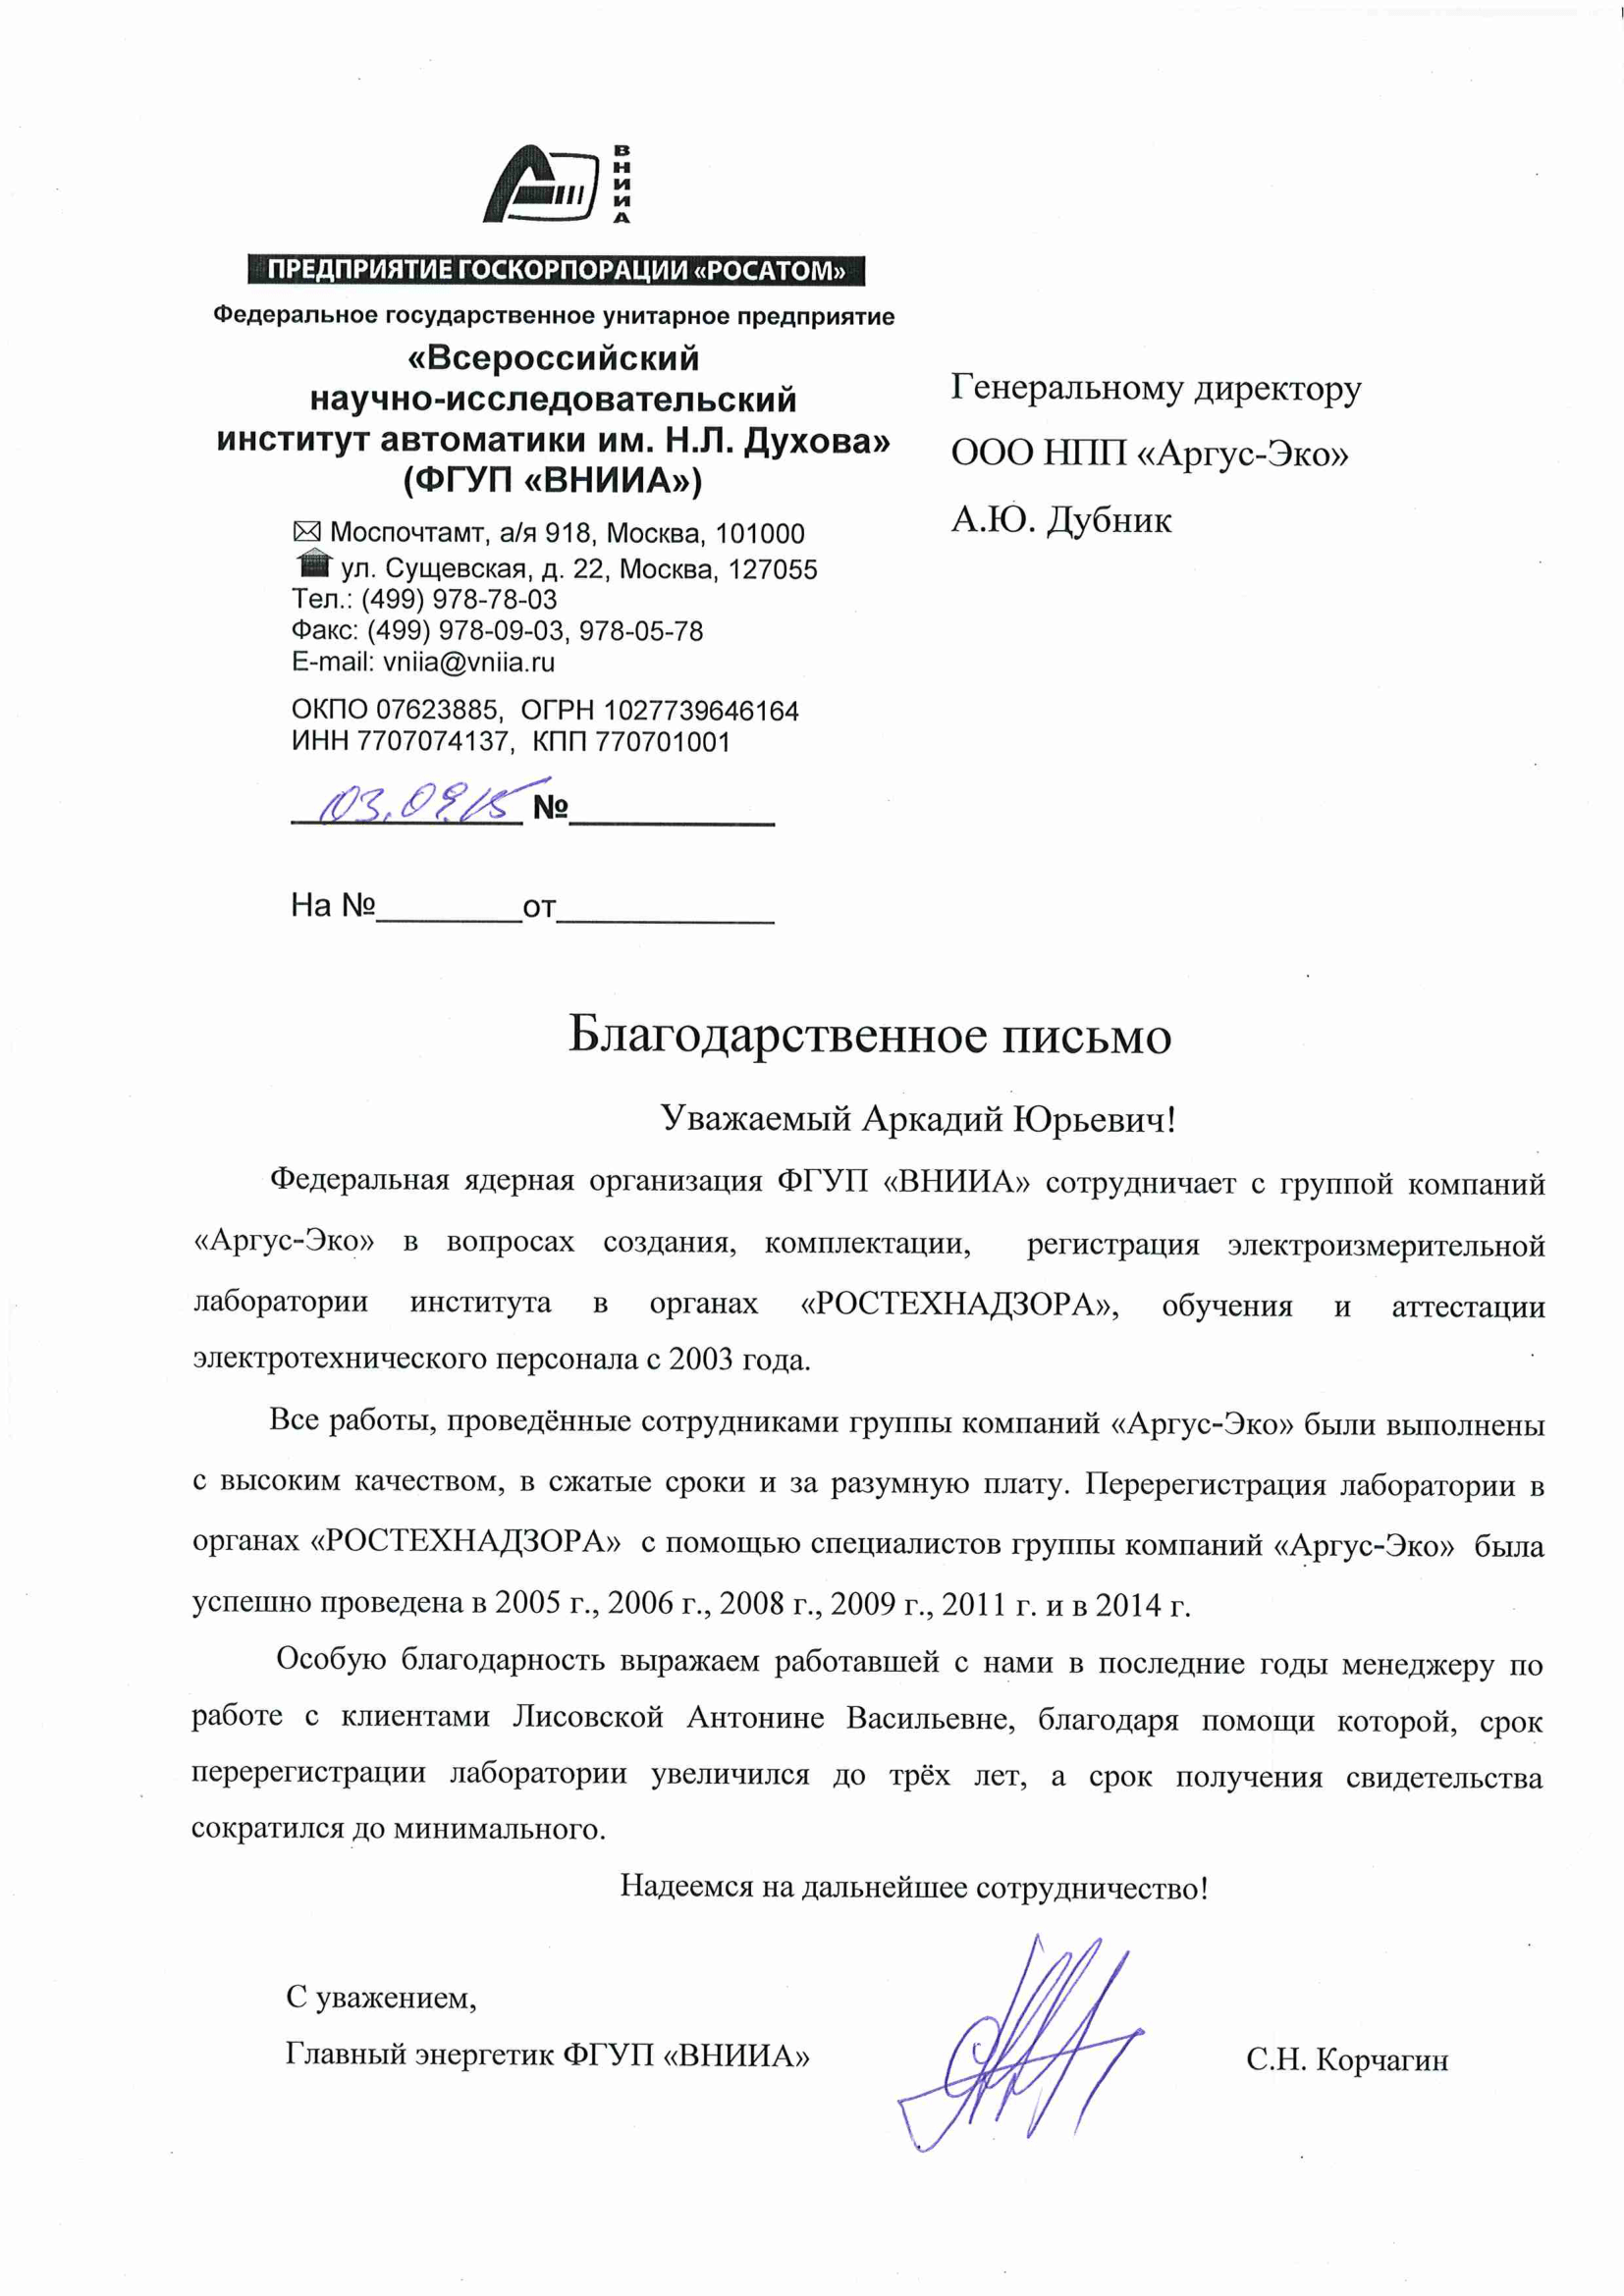 ВНИИА
ПРЕДПРИЯТИЕ ГОСКОРПОРАЦИИ «РОСАТОМ»
Федеральное государственное унитарное предприятие
«Всероссийский
научно-исследовательский
институт автоматики им. Н.Л. Духова»
(ФГУП «ВНИИА»)
Моспочтамт, а/я 918, Москва, 101000
ул. Сущевская, д. 22, Москва, 127055
Тел.: (499) 978-78-03
Факс: (499) 978-09-03, 978-05-78
E-mail: vniia@vniia.ru
ОКПО 07623885, ОГРН 1027739646164
ИНН 7707074137, КПП 770701001
03.09.15 №
На № от
Генеральному директору
ООО НПП «Аргус-Эко»
А.Ю. Дубник
Благодарственное письмо
Уважаемый Аркадий Юрьевич!
Федеральная ядерная организация ФГУП «ВНИИА» сотрудничает с группой компаний
«Аргус-Эко» в вопросах создания, комплектации, регистрация электроизмерительной
лаборатории института в органах «РОСТЕХНАДЗОРА», обучения и аттестации
электротехнического персонала с 2003 года.
Все работы, проведённые сотрудниками группы компаний «Аргус-Эко» были выполнены
с высоким качеством, в сжатые сроки и за разумную плату. Перерегистрация лаборатории в
органах «РОСТЕХНАДЗОРА» с помощью специалистов группы компаний «Аргус-Эко» была
успешно проведена в 2005 г., 2006 г., 2008 г., 2009 г., 2011 г. и в 2014 г.
Особую благодарность выражаем работавшей с нами в последние годы менеджеру по
работе с клиентами Лисовской Антонине Васильевне, благодаря помощи которой, срок
перерегистрации лаборатории увеличился до трёх лет, а срок получения свидетельства
сократился до минимального.
Надеемся на дальнейшее сотрудничество!
С уважением,
Главный энергетик ФГУП «ВНИИА» С.Н. Корчагин